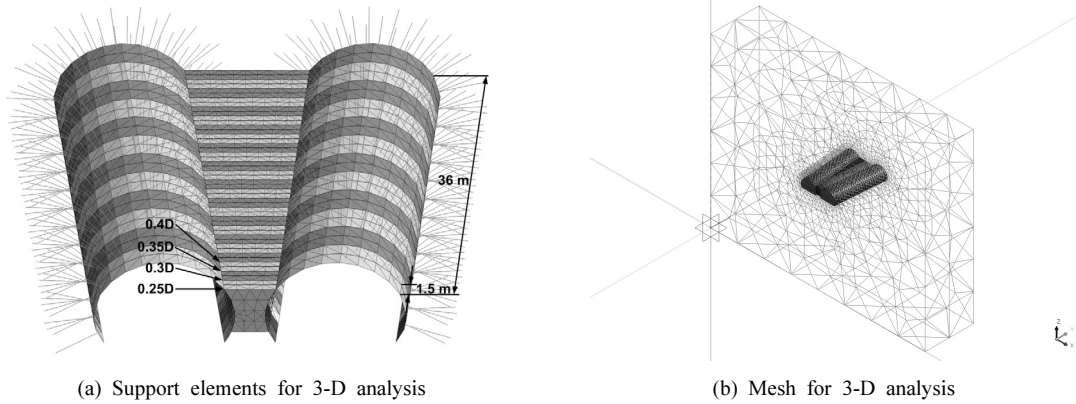 36 m
0.4D
0.35D
0.3D
0.25D
1.5 m
Z
Y
X
(a) Support elements for 3-D analysis
(b) Mesh for 3-D analysis